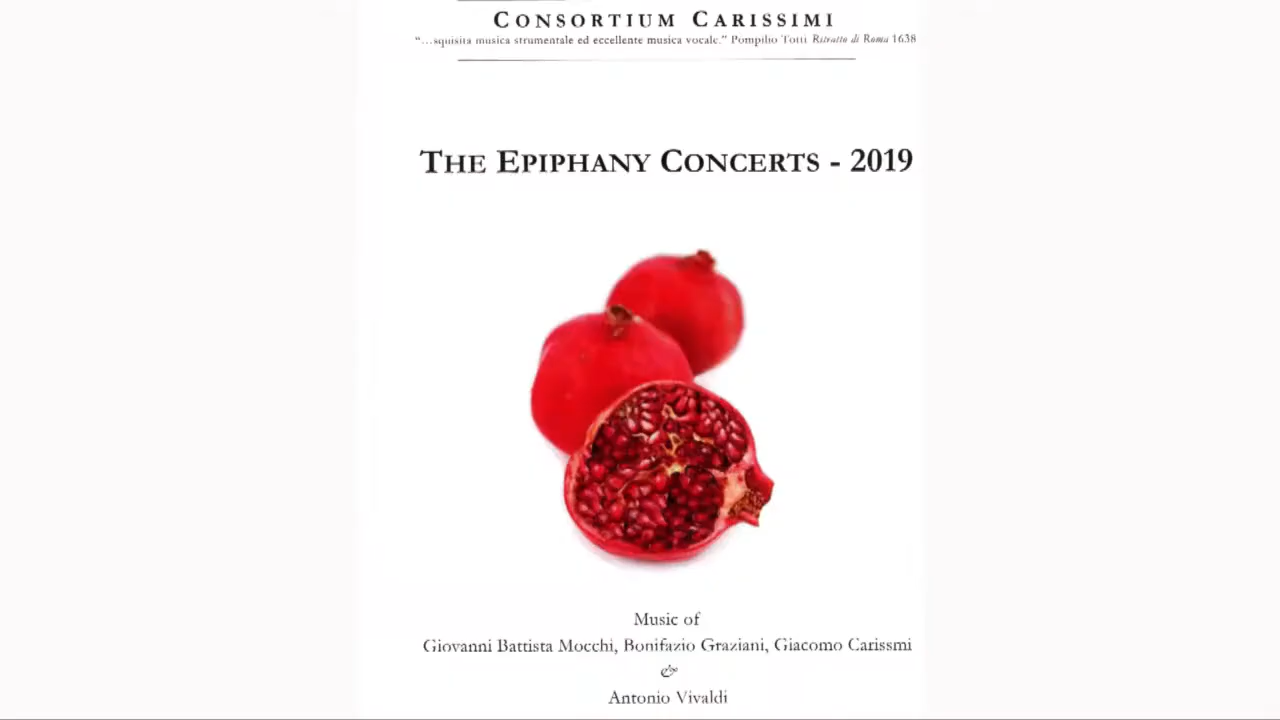 CONSORTIUM CARISSIMI
"...squisita musica strumentale ed eccellente musica vocale." Pompilio Totti Ritratto di Roma 1638
THE EPIPHANY CONCERTS - 2019
Music of
Giovanni Battista Mocchi, Bonifazio Graziani, Giacomo Carissmi
&
Antonio Vivaldi